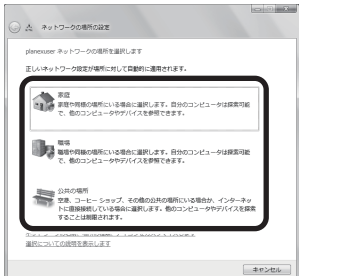 ネットワークの場所の設定
planexuser ネットワークの場所を選択します
正しいネットワーク設定が場所に対して自動的に適用されます。
家庭
家庭や同様の場所にいる場合に選択します。自分のコンピュータは探索可能
で、他のコンピュータやデバイスを参照できます。
職場
職場や同様の場所にいる場合に選択します。自分のコンピュータは探索可能
で、他のコンピュータやデバイスを参照できます。
公共の場所
空港、コーヒー ショップ、その他の公共の場所にいる場合か、インターネッ
トに直接接続している場合に選択します。他のコンピュータやデバイスを探索
することは制限されます。
選択についての説明を表示します
キャンセル